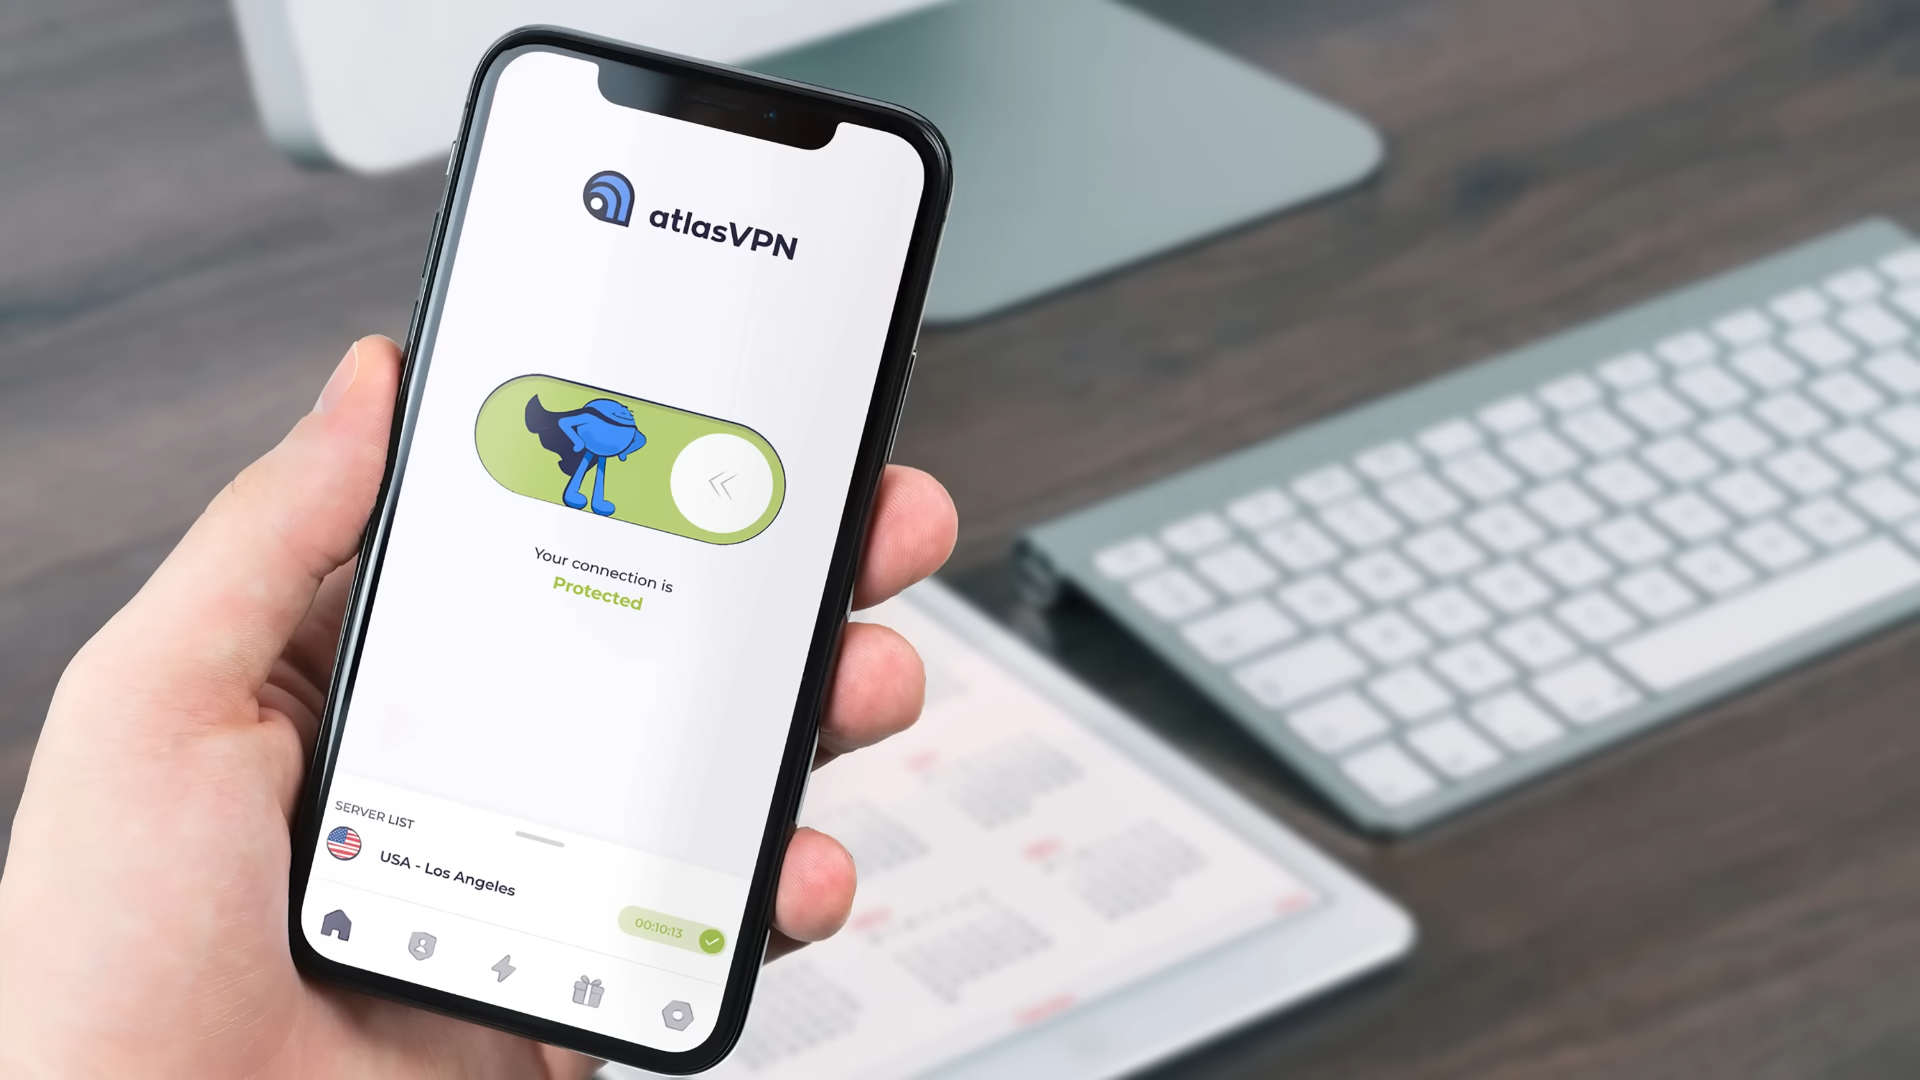 atlasVPN
Your connection is
Protected
SERVER LIST
USA - Los Angeles
00:10:13